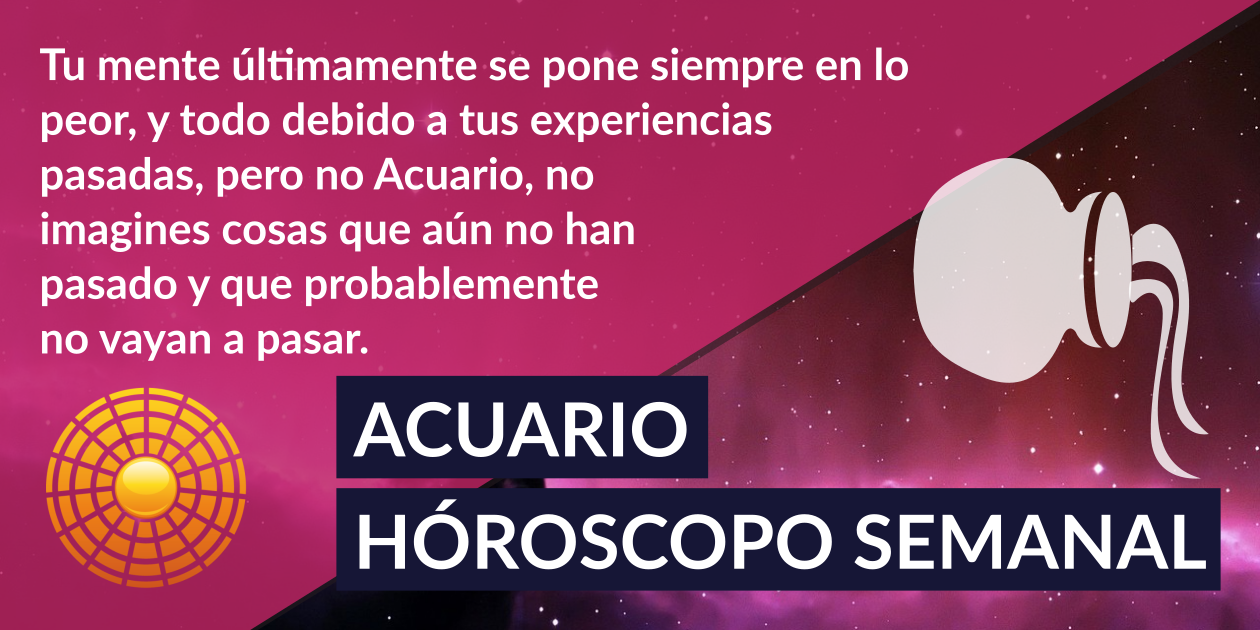 Tu mente últimamente se pone siempre en lo
peor, y todo debido a tus experiencias
pasadas, pero no Acuario, no
imagines cosas que aún no han
pasado y que probablemente
no vayan a pasar.
ACUARIO
HÓROSCOPO SEMANAL